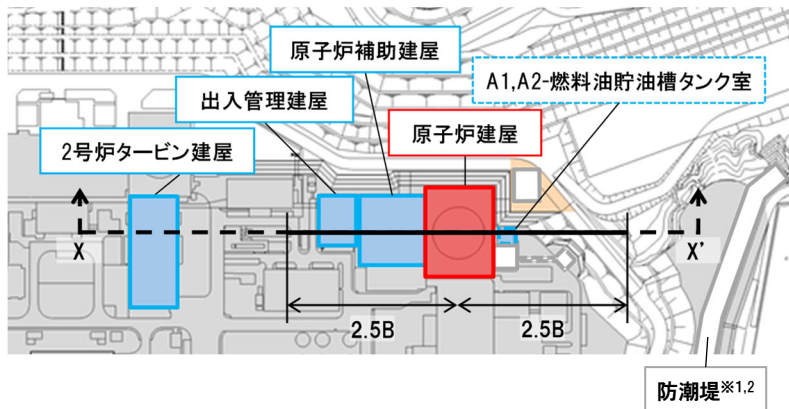 原子炉補助建屋
A1,A2-燃料油貯油槽タンク室
出入管理建屋
原子炉建屋
2号炉タービン建屋
X
X'
2.5B
2.5B
防潮堤※1,2